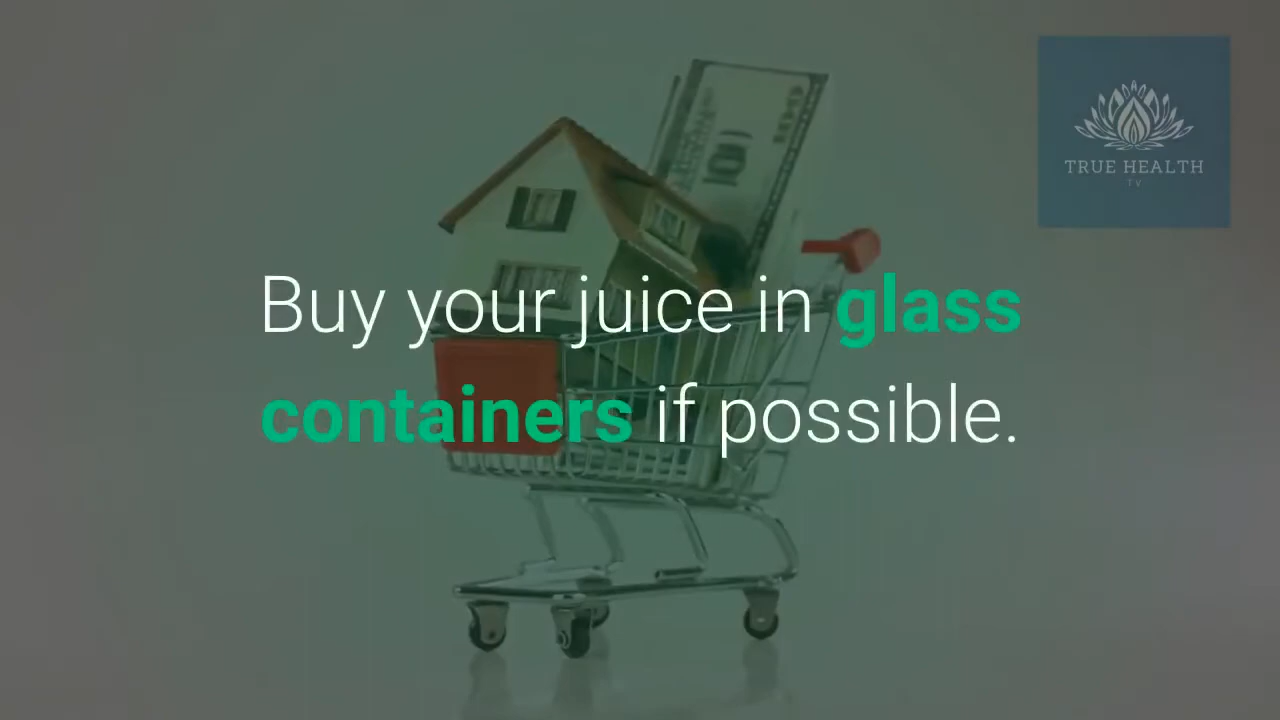 TRUE HEALTH
TV
Buy your juice in glass
containers if possible.